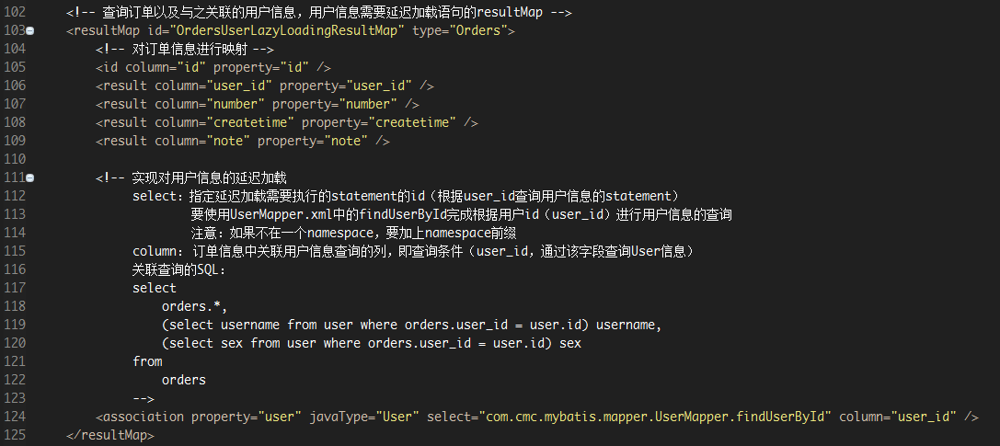 102 <!-- 查询订单以及与之关联的用户信息，用户信息需要延迟加载语句的resultMap -->
103 <resultMap id="OrdersUserLazyLoadingResultMap" type="Orders">
104 <!-- 对订单信息进行映射 -->
105 <id column="id" property="id" />
106 <result column="user_id" property="user_id" />
107 <result column="number" property="number" />
108 <result column="createtime" property="createtime" />
109 <result column="note" property="note" />
110
111 <!-- 实现对用户信息的延迟加载
112 select：指定延迟加载需要执行的statement的id（根据user_id查询用户信息的statement）
113 要使用UserMapper.xml中的findUserById完成根据用户id（user_id）进行用户信息的查询
114 注意：如果不在一个namespace，要加上namespace前缀
115 column：订单信息中关联用户信息查询的列，即查询条件（user_id，通过该字段查询User信息）
116 关联查询的SQL：
117 select
118 orders.*,
119 (select username from user where orders.user_id = user.id) username,
120 (select sex from user where orders.user_id = user.id) sex
121 from
122 orders
123 -->
124 <association property="user" javaType="User" select="com.cmc.mybatis.mapper.UserMapper.findUserById" column="user_id" />
125 </resultMap>